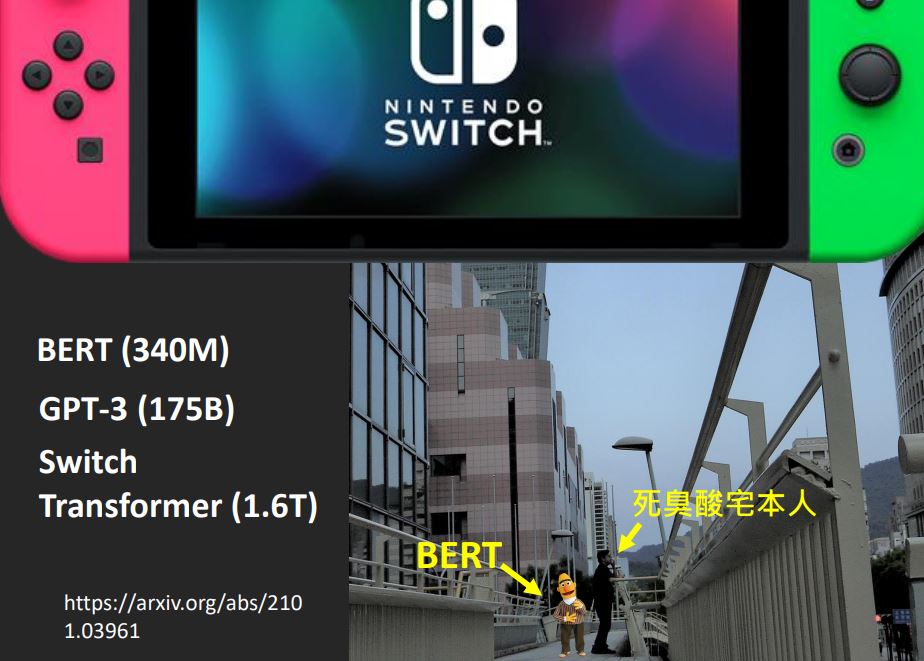 NINTENDO
SWITCH™
BERT (340M)
GPT-3 (175B)
Switch
Transformer (1.6T)
死臭酸宅本人
BERT
https://arxiv.org/abs/210
1.03961